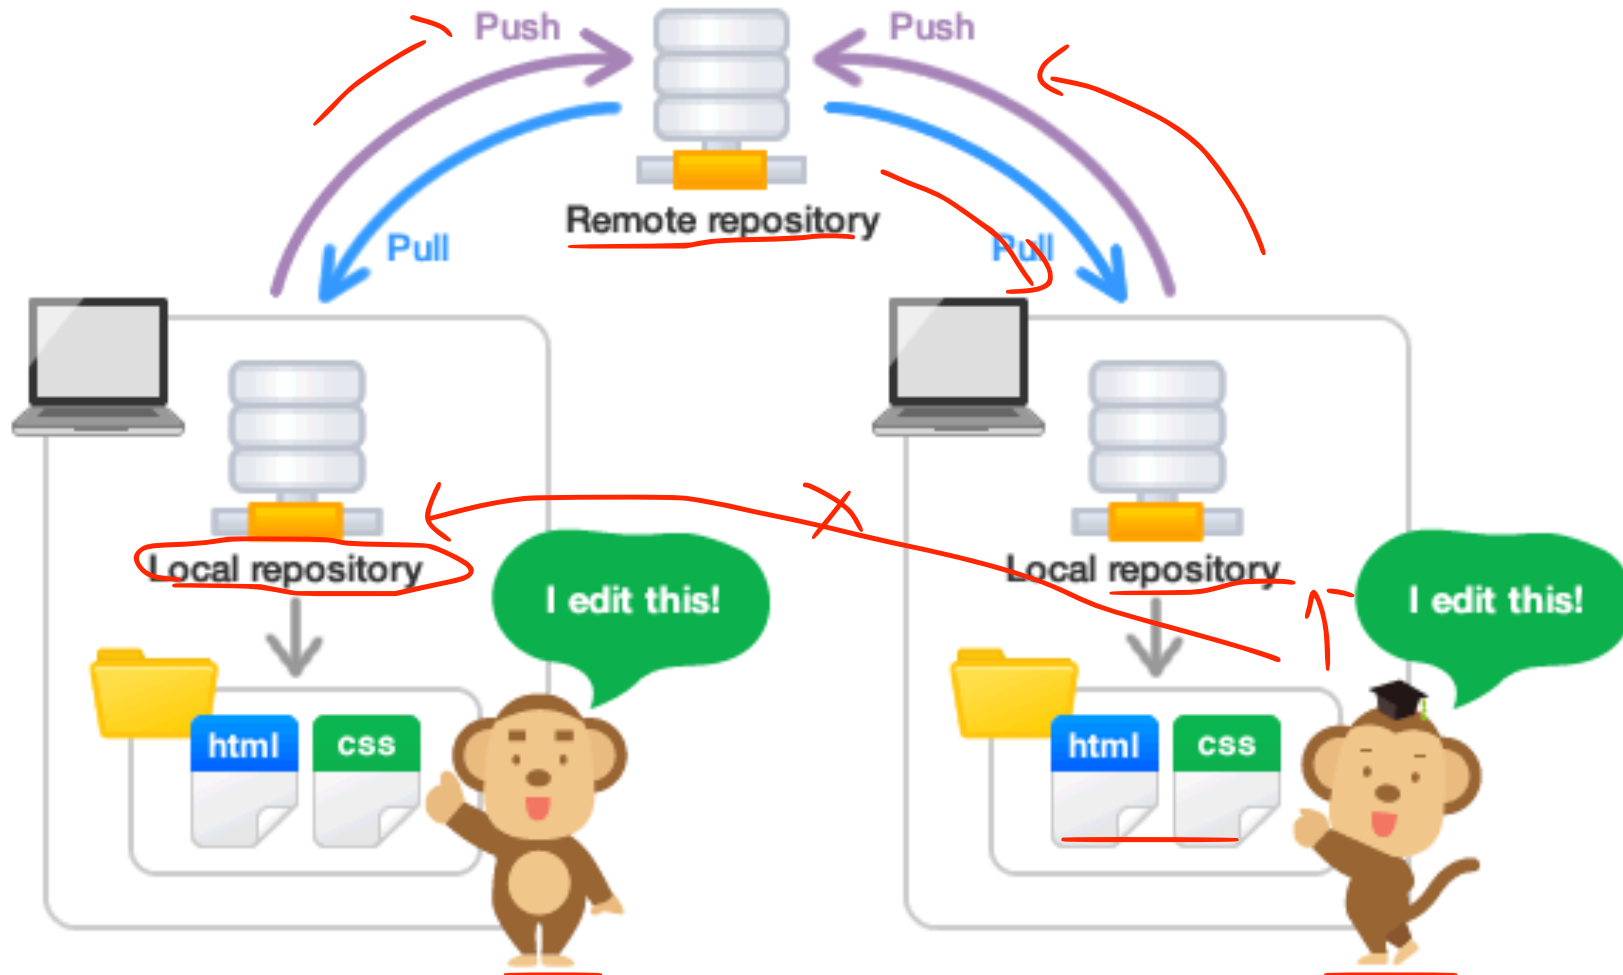 Push
Push
Remote repository
Pull
Pull
Local repository
Local repository
I edit this!
I edit this!
html
css
html
css